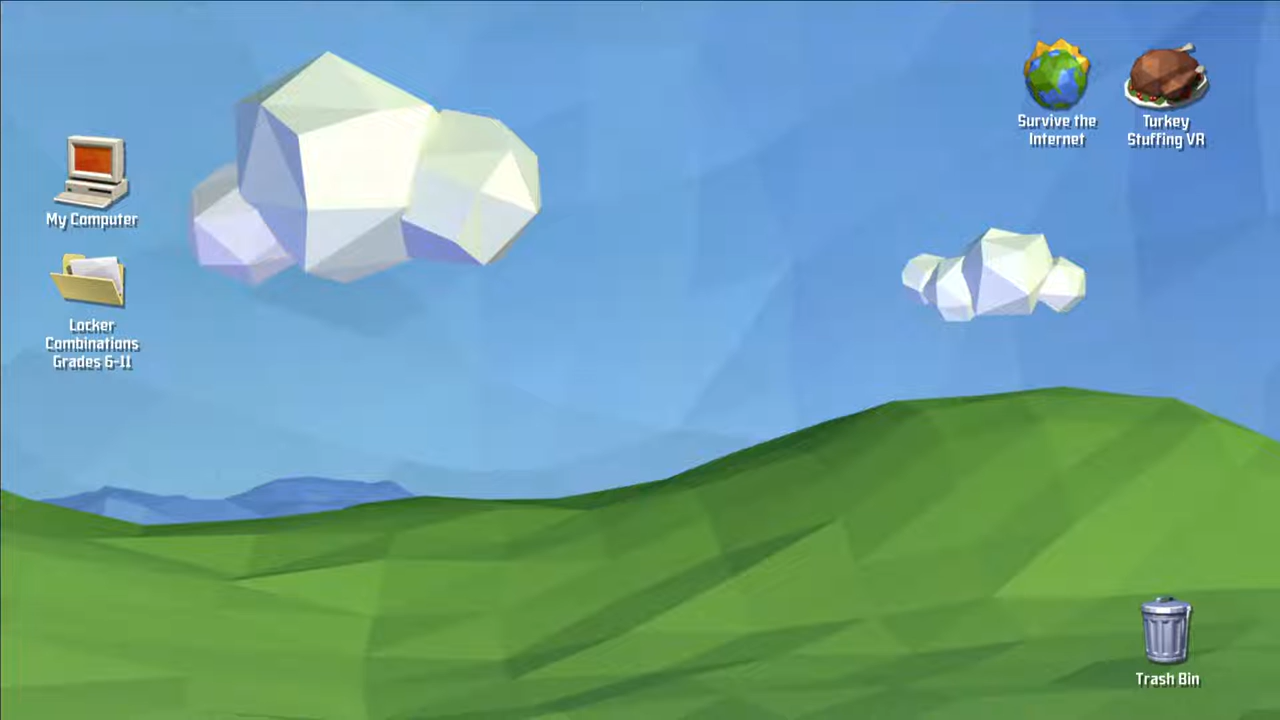 My Computer
Locker
Combinations
Grades 6-11
Survive the
Internet
Turkey
Stuffing VR
Trash Bin